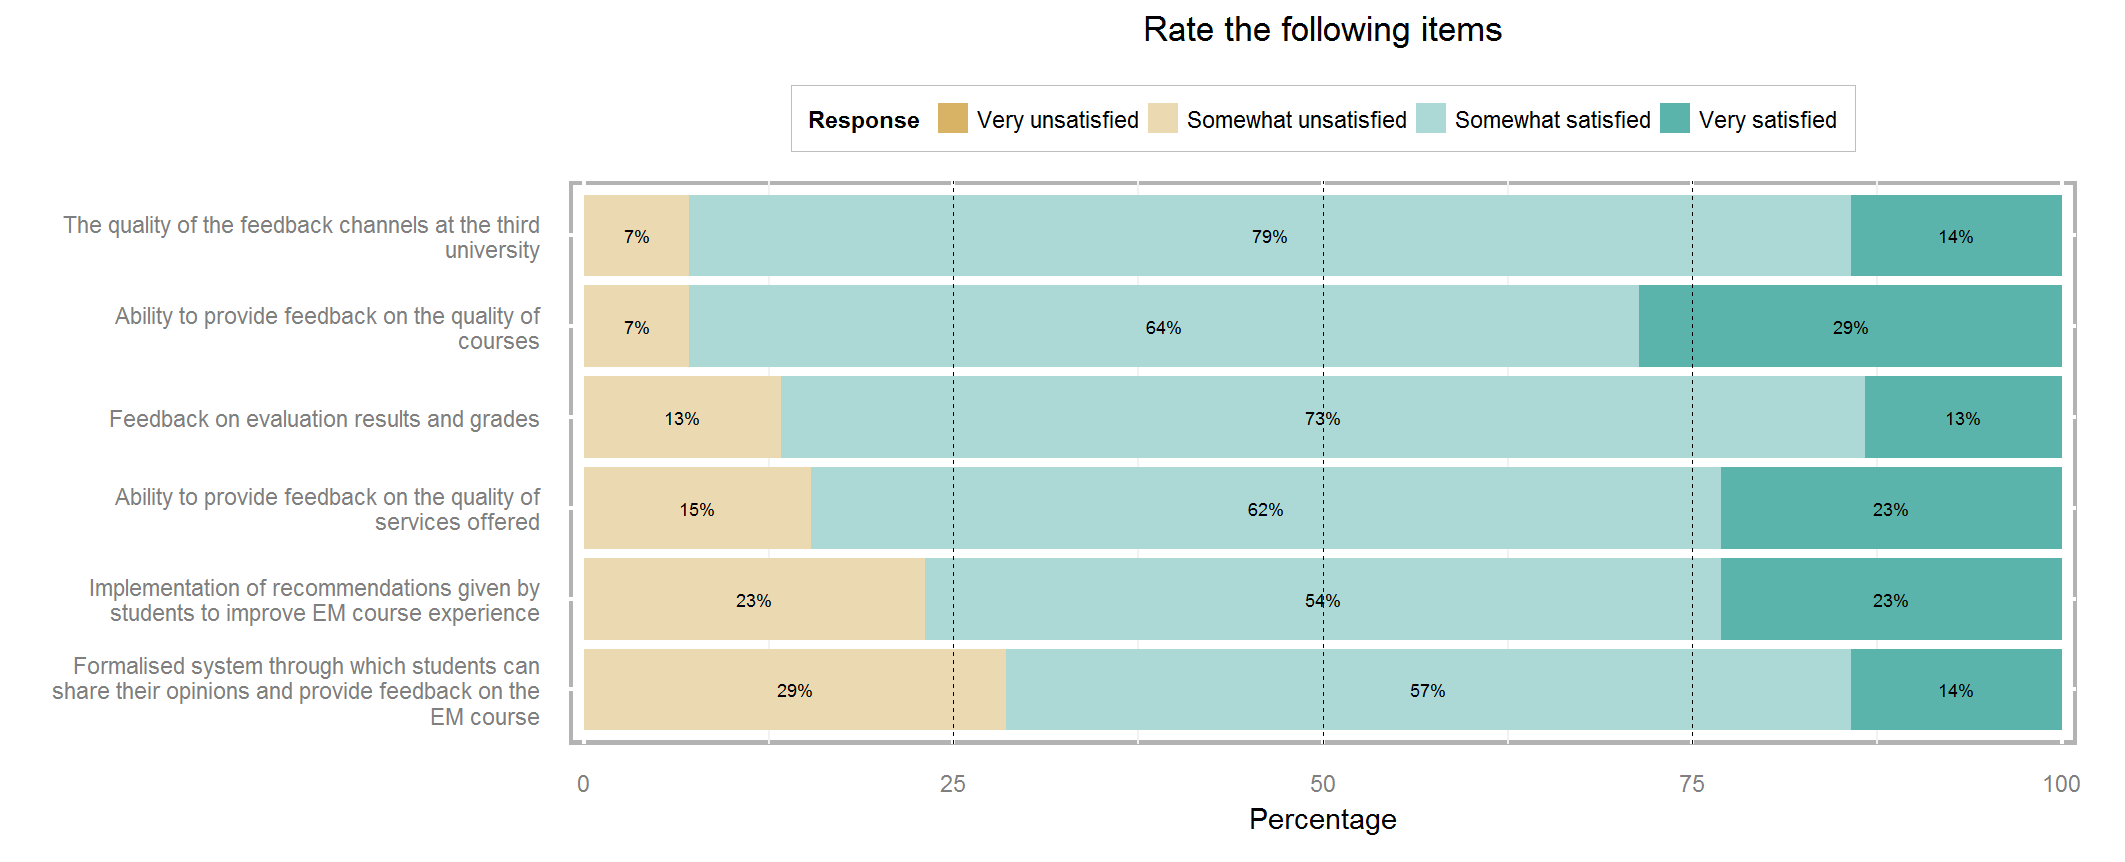 Rate the following items
Response Very unsatisfied Somewhat unsatisfied Somewhat satisfied Very satisfied
The quality of the feedback channels at the third
university
7% 79% 14%
Ability to provide feedback on the quality of
courses
7% 64% 29%
Feedback on evaluation results and grades
13% 73% 13%
Ability to provide feedback on the quality of
services offered
15% 62% 23%
Implementation of recommendations given by
students to improve EM course experience
23% 54% 23%
Formalised system through which students can
share their opinions and provide feedback on the
EM course
29% 57% 14%
0 25 50 75 100
Percentage